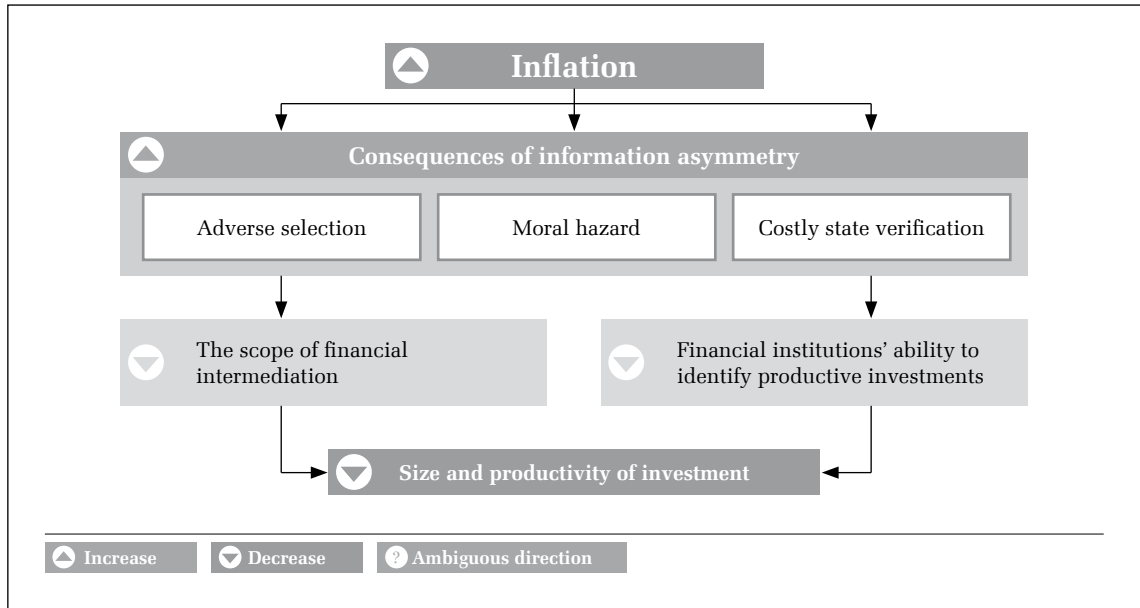 Inflation
Consequences of information asymmetry
Adverse selection
Moral hazard
Costly state verification
The scope of financial
intermediation
Financial institutions’ ability to
identify productive investments
Size and productivity of investment
Increase
Decrease
? Ambiguous direction